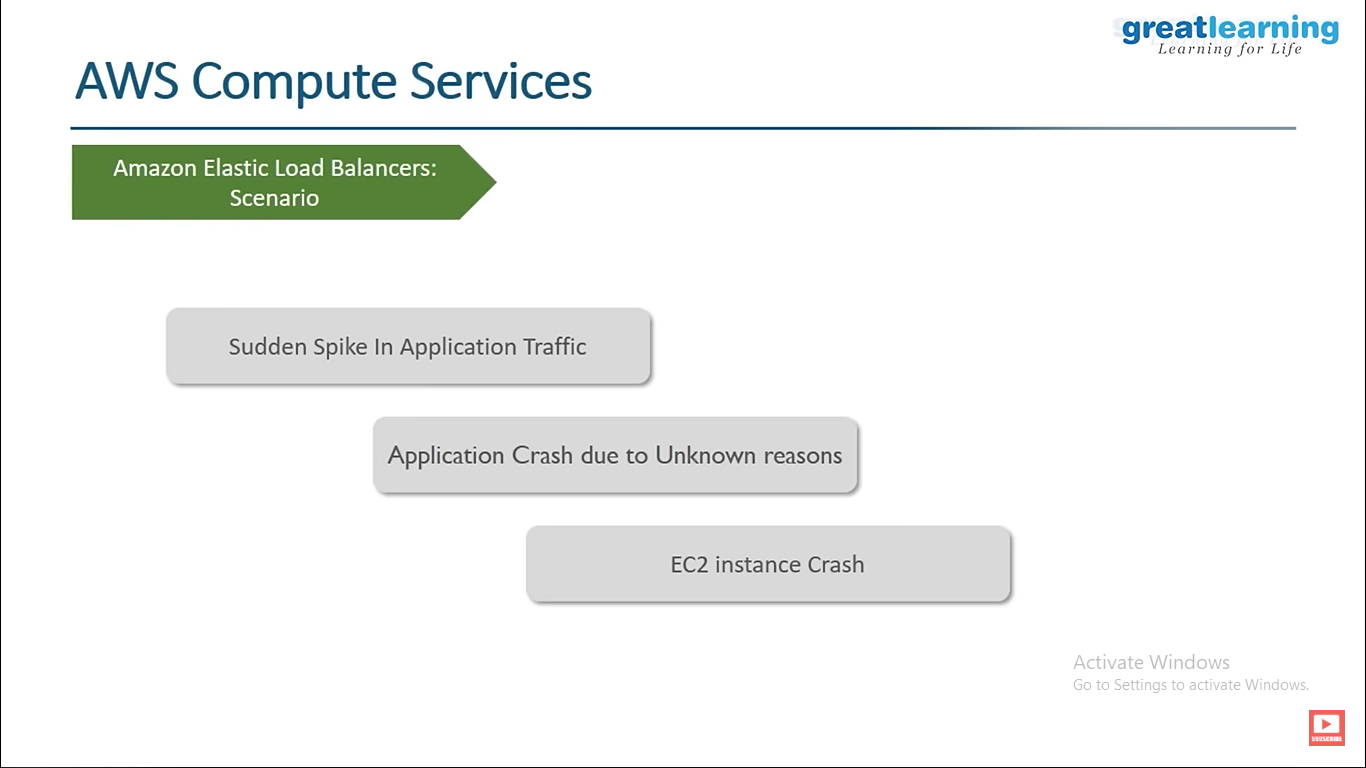 greatlearning
Learning for Life
AWS Compute Services
Amazon Elastic Load Balancers:
Scenario
Sudden Spike In Application Traffic
Application Crash due to Unknown reasons
EC2 instance Crash
Activate Windows
Go to Settings to activate Windows.
SUBSCRIBE